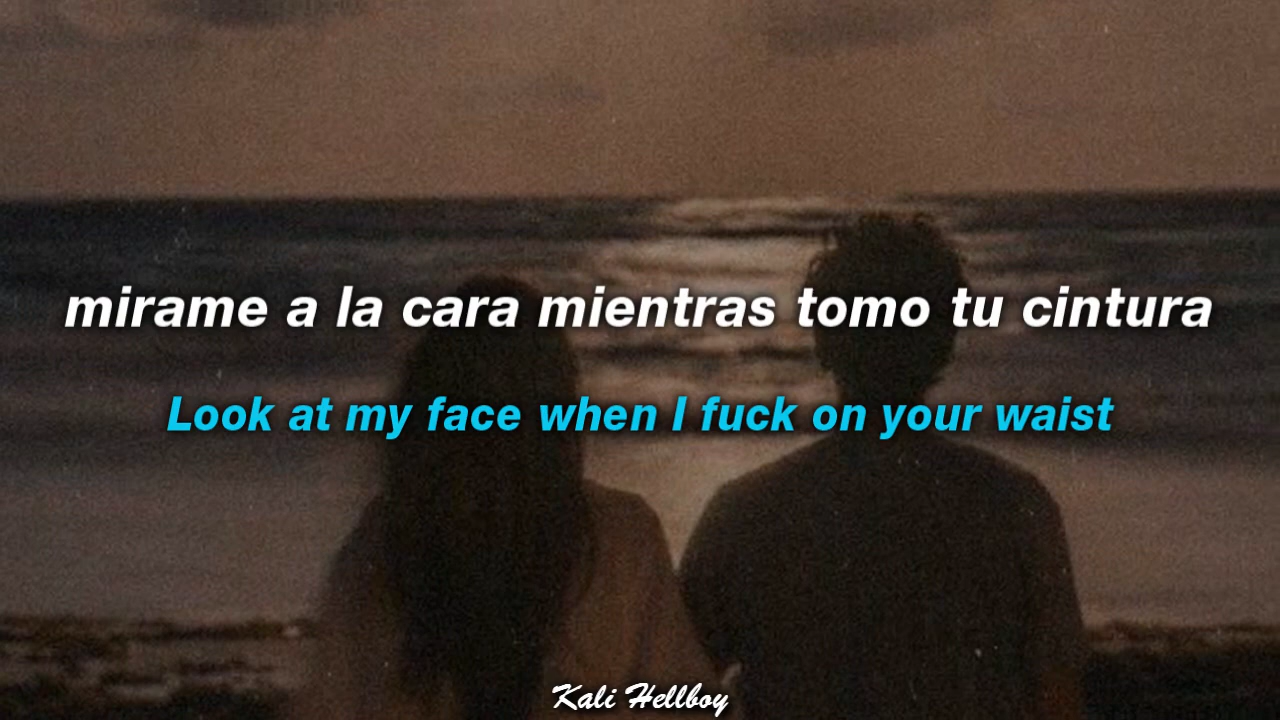 mirame a la cara mientras tomo tu cintura
Look at my face when I fuck on your waist
Kali Hellboy